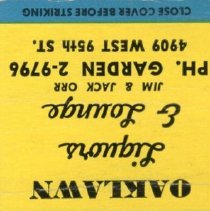 OAKLAWN
Liquors
& Lounge
JIM & JACK ORR
PH. GARDEN 2-9796
4909 WEST 95th ST.
CLOSE COVER BEFORE STRIKING